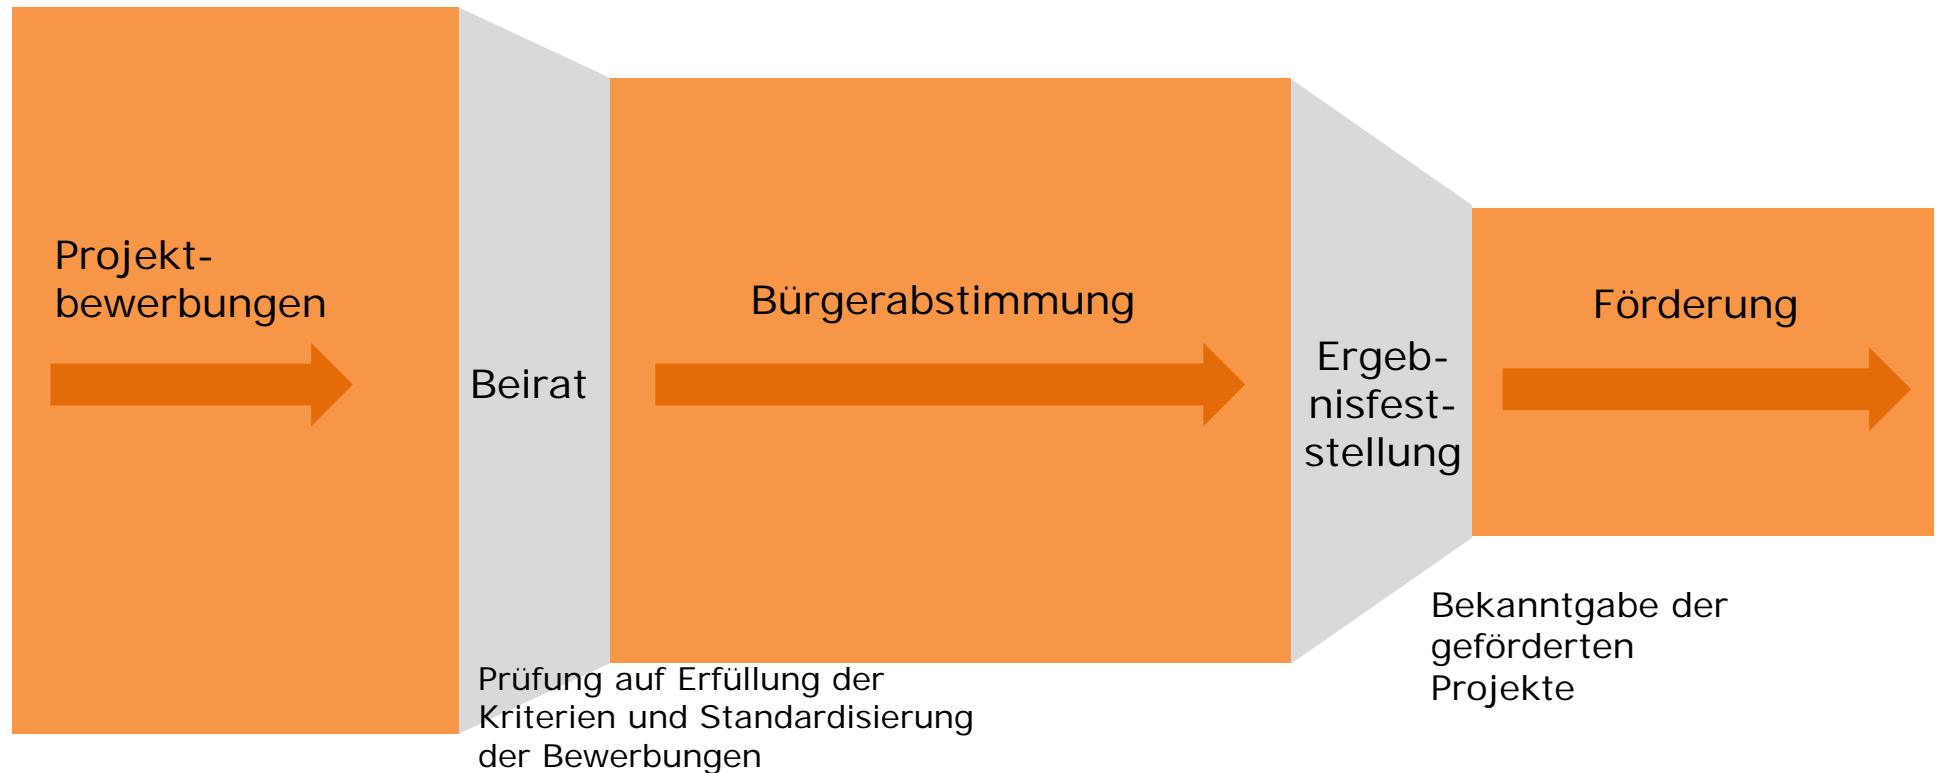 Projekt-
bewerbungen
Beirat
Prüfung auf Erfüllung der
Kriterien und Standardisierung
der Bewerbungen
Bürgerabstimmung
Ergeb-
nisfest-
stellung
Förderung
Bekanntgabe der
geförderten
Projekte